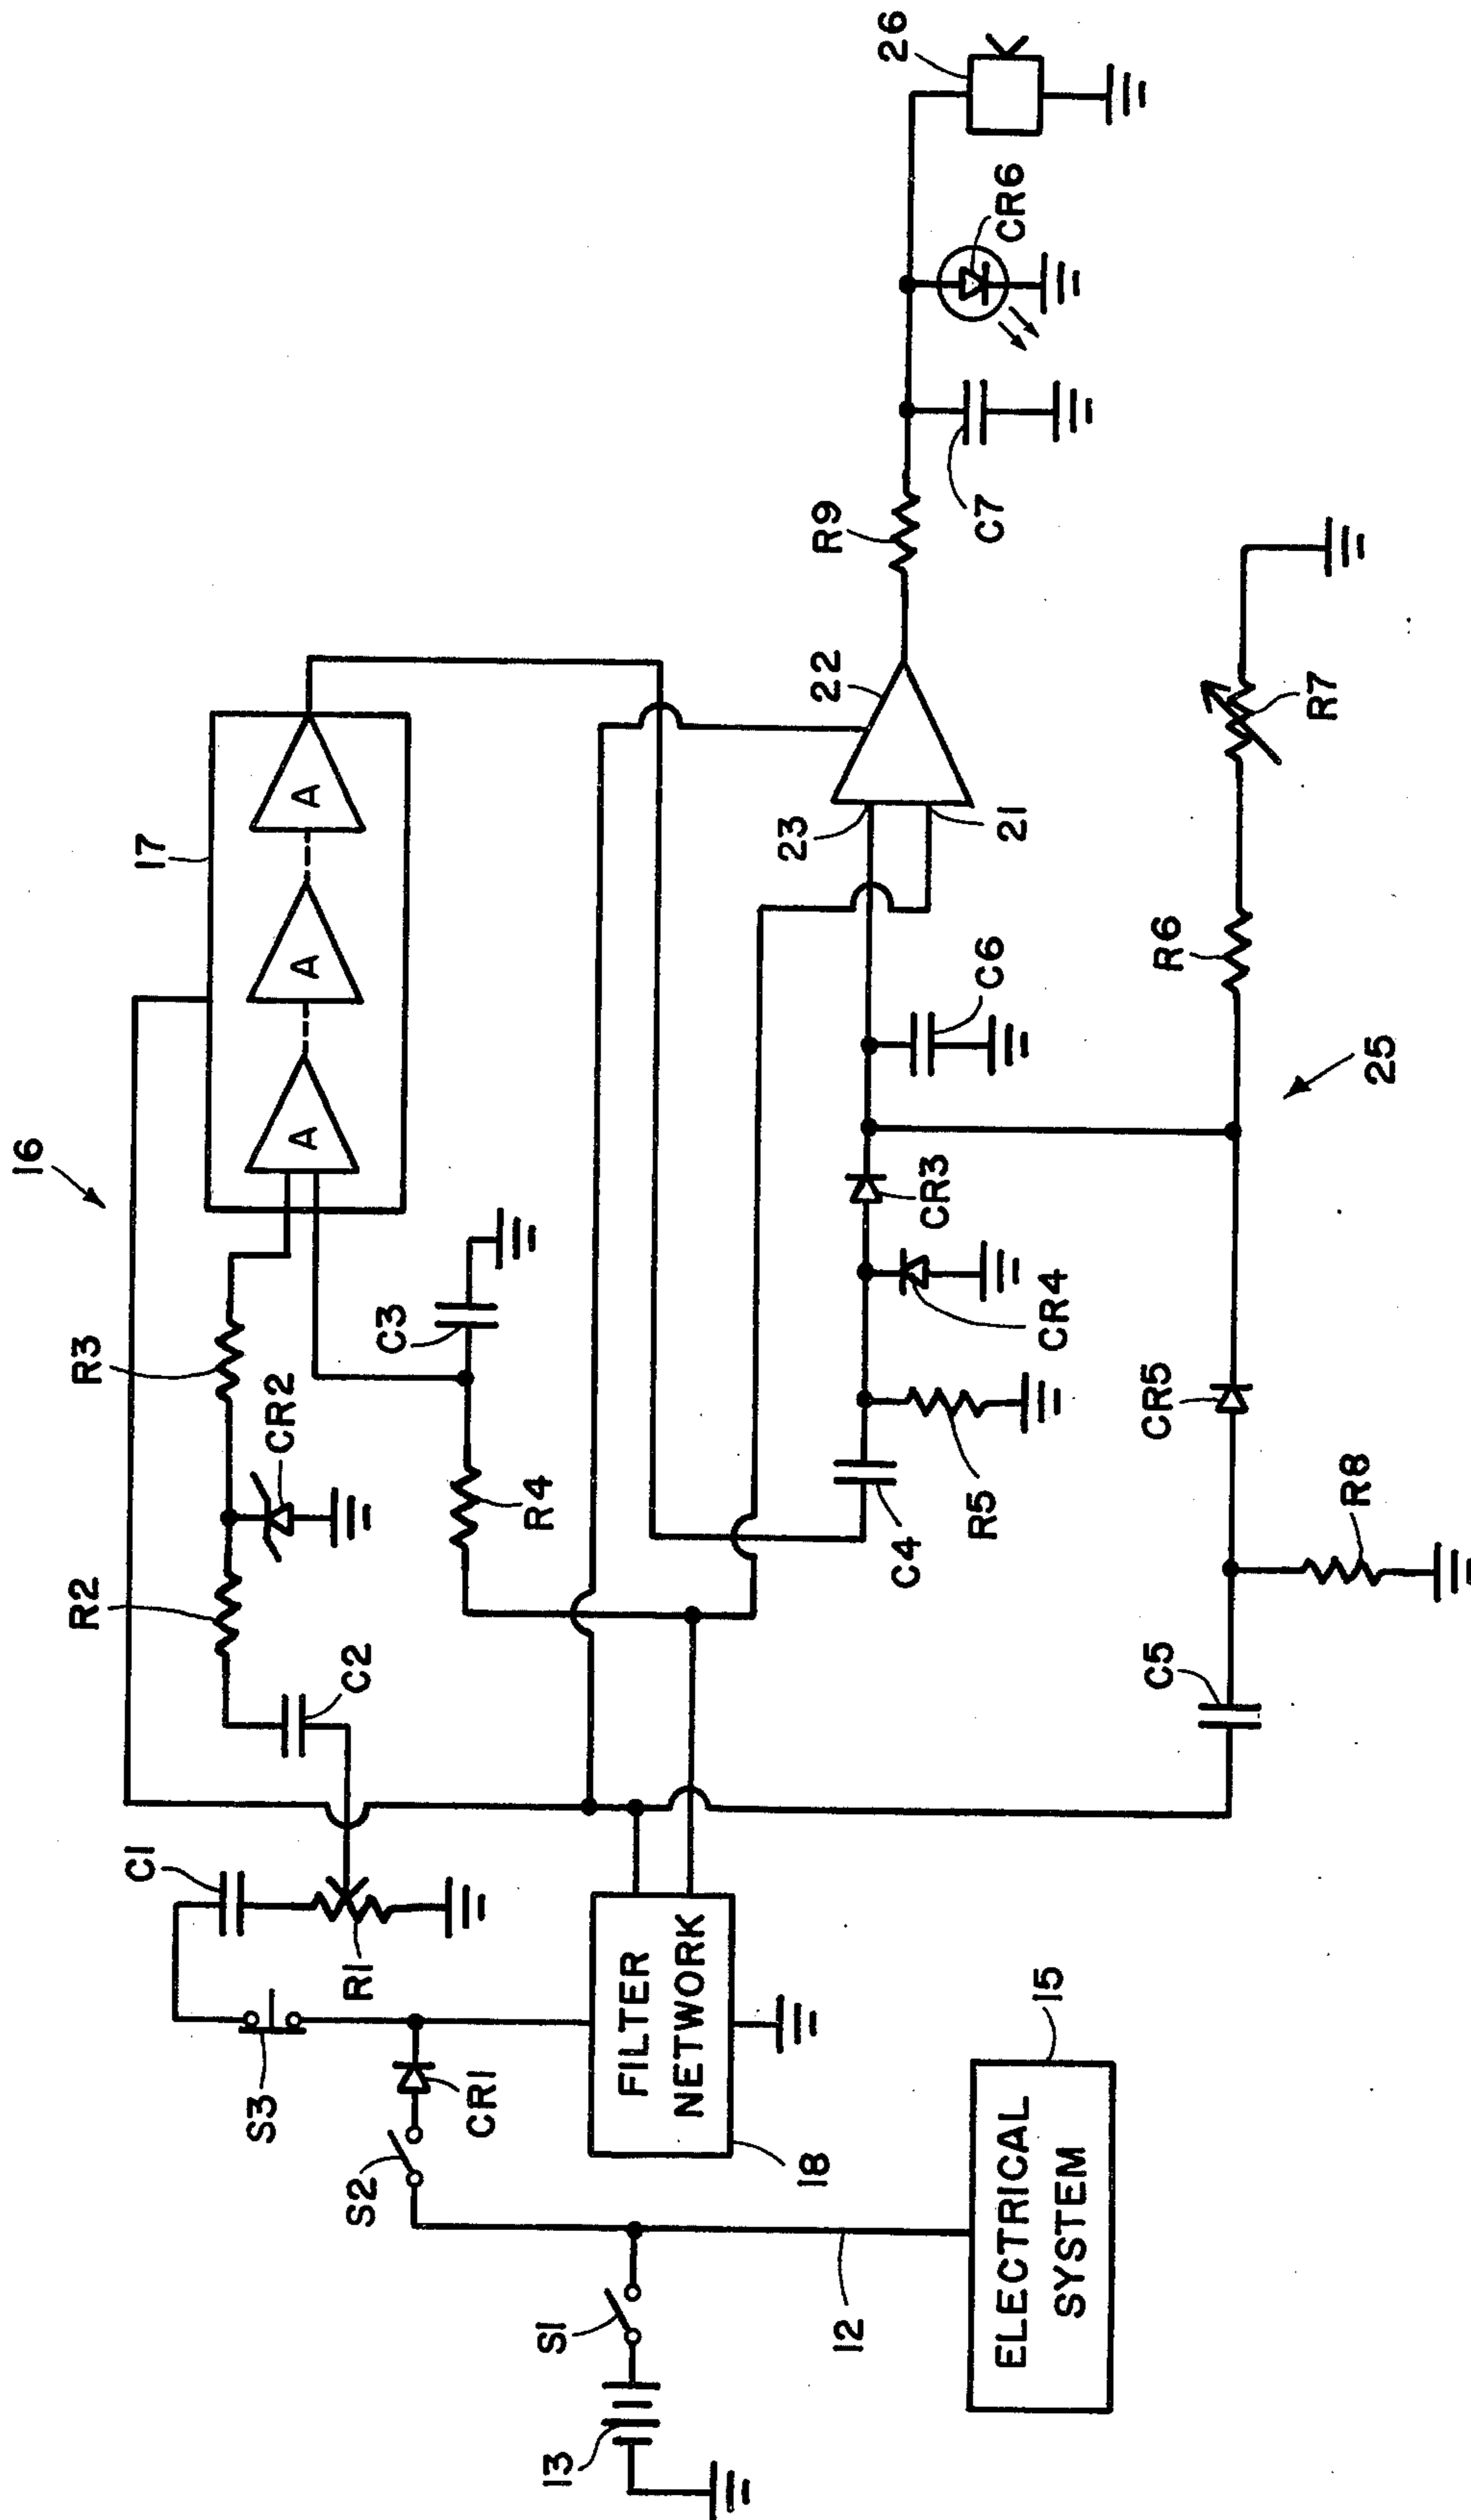 16
17
R3
R2
CR2
C2
C1
S3
R1
C3
R4
S2
CR1
A
A
A
FILTER
NETWORK
18
S1
13
12
ELECTRICAL
SYSTEM
15
23
22
21
R9
26
CR6
C7
C6
CR3
CR4
R5
C4
R6
R7
25
CR5
C5
R8